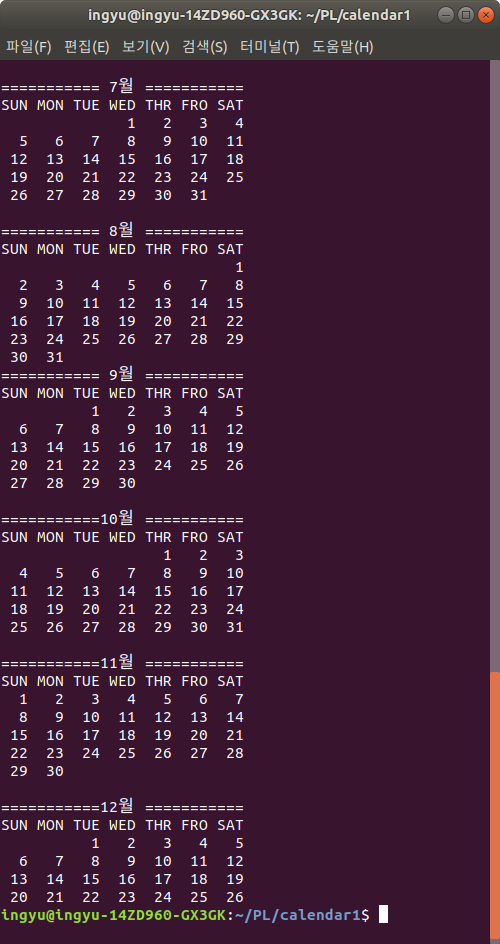 ingyu@ingyu-14ZD960-GX3GK: ~/PL/calendar1
파일(F) 편집(E) 보기(V) 검색(S) 터미널(T) 도움말(H)
=========== 7월 ===========
SUN MON TUE WED THR FRO SAT
              1   2   3   4
  5   6   7   8   9  10  11
 12  13  14  15  16  17  18
 19  20  21  22  23  24  25
 26  27  28  29  30  31
=========== 8월 ===========
SUN MON TUE WED THR FRO SAT
                          1
  2   3   4   5   6   7   8
  9  10  11  12  13  14  15
 16  17  18  19  20  21  22
 23  24  25  26  27  28  29
 30  31
=========== 9월 ===========
SUN MON TUE WED THR FRO SAT
          1   2   3   4   5
  6   7   8   9  10  11  12
 13  14  15  16  17  18  19
 20  21  22  23  24  25  26
 27  28  29  30
===========10월 ===========
SUN MON TUE WED THR FRO SAT
                  1   2   3
  4   5   6   7   8   9  10
 11  12  13  14  15  16  17
 18  19  20  21  22  23  24
 25  26  27  28  29  30  31
===========11월 ===========
SUN MON TUE WED THR FRO SAT
  1   2   3   4   5   6   7
  8   9  10  11  12  13  14
 15  16  17  18  19  20  21
 22  23  24  25  26  27  28
 29  30
===========12월 ===========
SUN MON TUE WED THR FRO SAT
          1   2   3   4   5
  6   7   8   9  10  11  12
 13  14  15  16  17  18  19
 20  21  22  23  24  25  26
ingyu@ingyu-14ZD960-GX3GK:~/PL/calendar1$